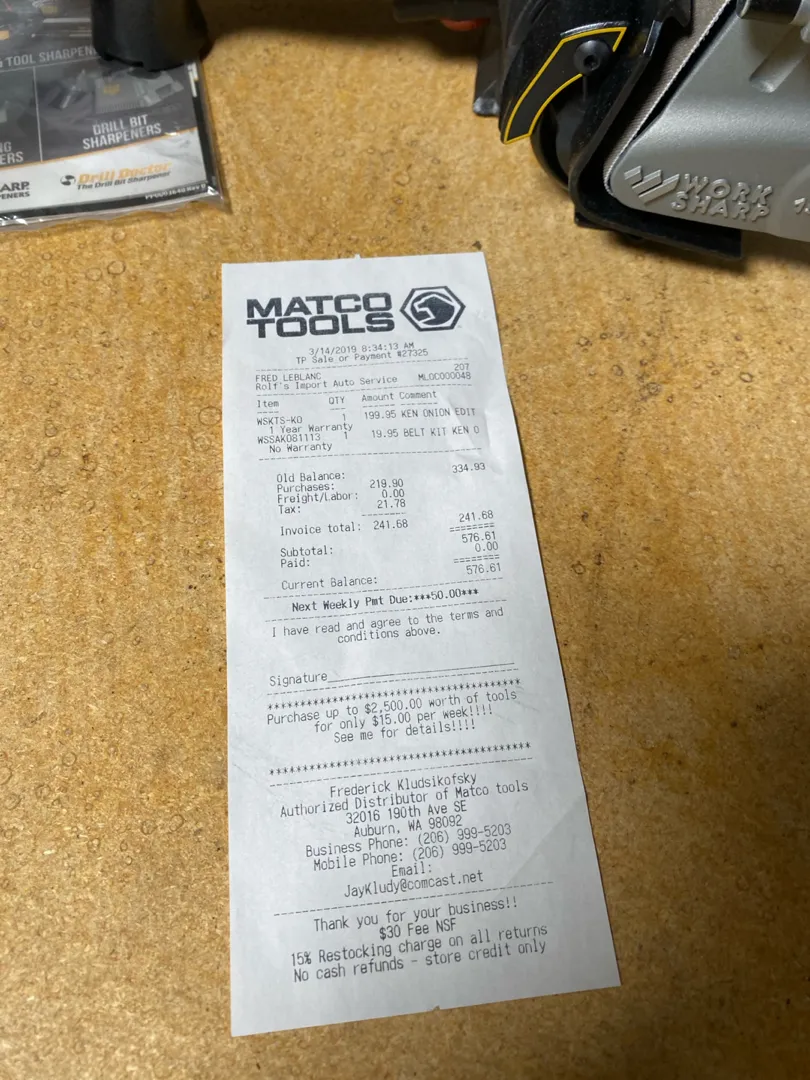 TOOL SHARPEN
DRILL BIT
SHARPENERS
NG
ERS
ARP
ENERS
Drill Doctor
The Drill Bit Sharpener
WORK
SHARP
MATCO
TOOLS
3/14/2019 8:34:13 AM
TP Sale or Payment #27325
FRED LEBLANC 207
Rolf's Import Auto Service MLOC000048
Item QTY Amount Comment
WSKTS-KO 1 199.95 KEN ONION EDIT
1 Year Warranty
WSSAK081113 1 19.95 BELT KIT KEN O
No Warranty
Old Balance: 334.93
Purchases: 219.90
Freight/Labor: 0.00
Tax: 21.78
Invoice total: 241.68 241.68
========
Subtotal: 576.61
Paid: 0.00
========
Current Balance: 576.61
Next Weekly Pmt Due:***50.00***
I have read and agree to the terms and
conditions above.
Signature
Purchase up to $2,500.00 worth of tools
for only $15.00 per week!!!!
See me for details!!!!
Frederick Kludsikofsky
Authorized Distributor of Matco tools
32016 190th Ave SE
Auburn, WA 98092
Business Phone: (206) 999-5203
Mobile Phone: (206) 999-5203
Email:
JayKludy@comcast.net
Thank you for your business!!
$30 Fee NSF
15% Restocking charge on all returns
No cash refunds - store credit only